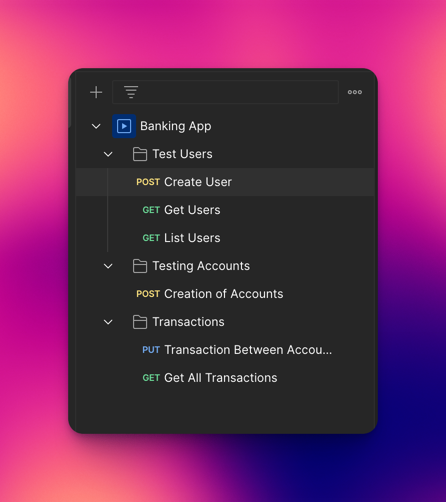 Banking App
Test Users
POST Create User
GET Get Users
GET List Users
Testing Accounts
POST Creation of Accounts
Transactions
PUT Transaction Between Accou...
GET Get All Transactions